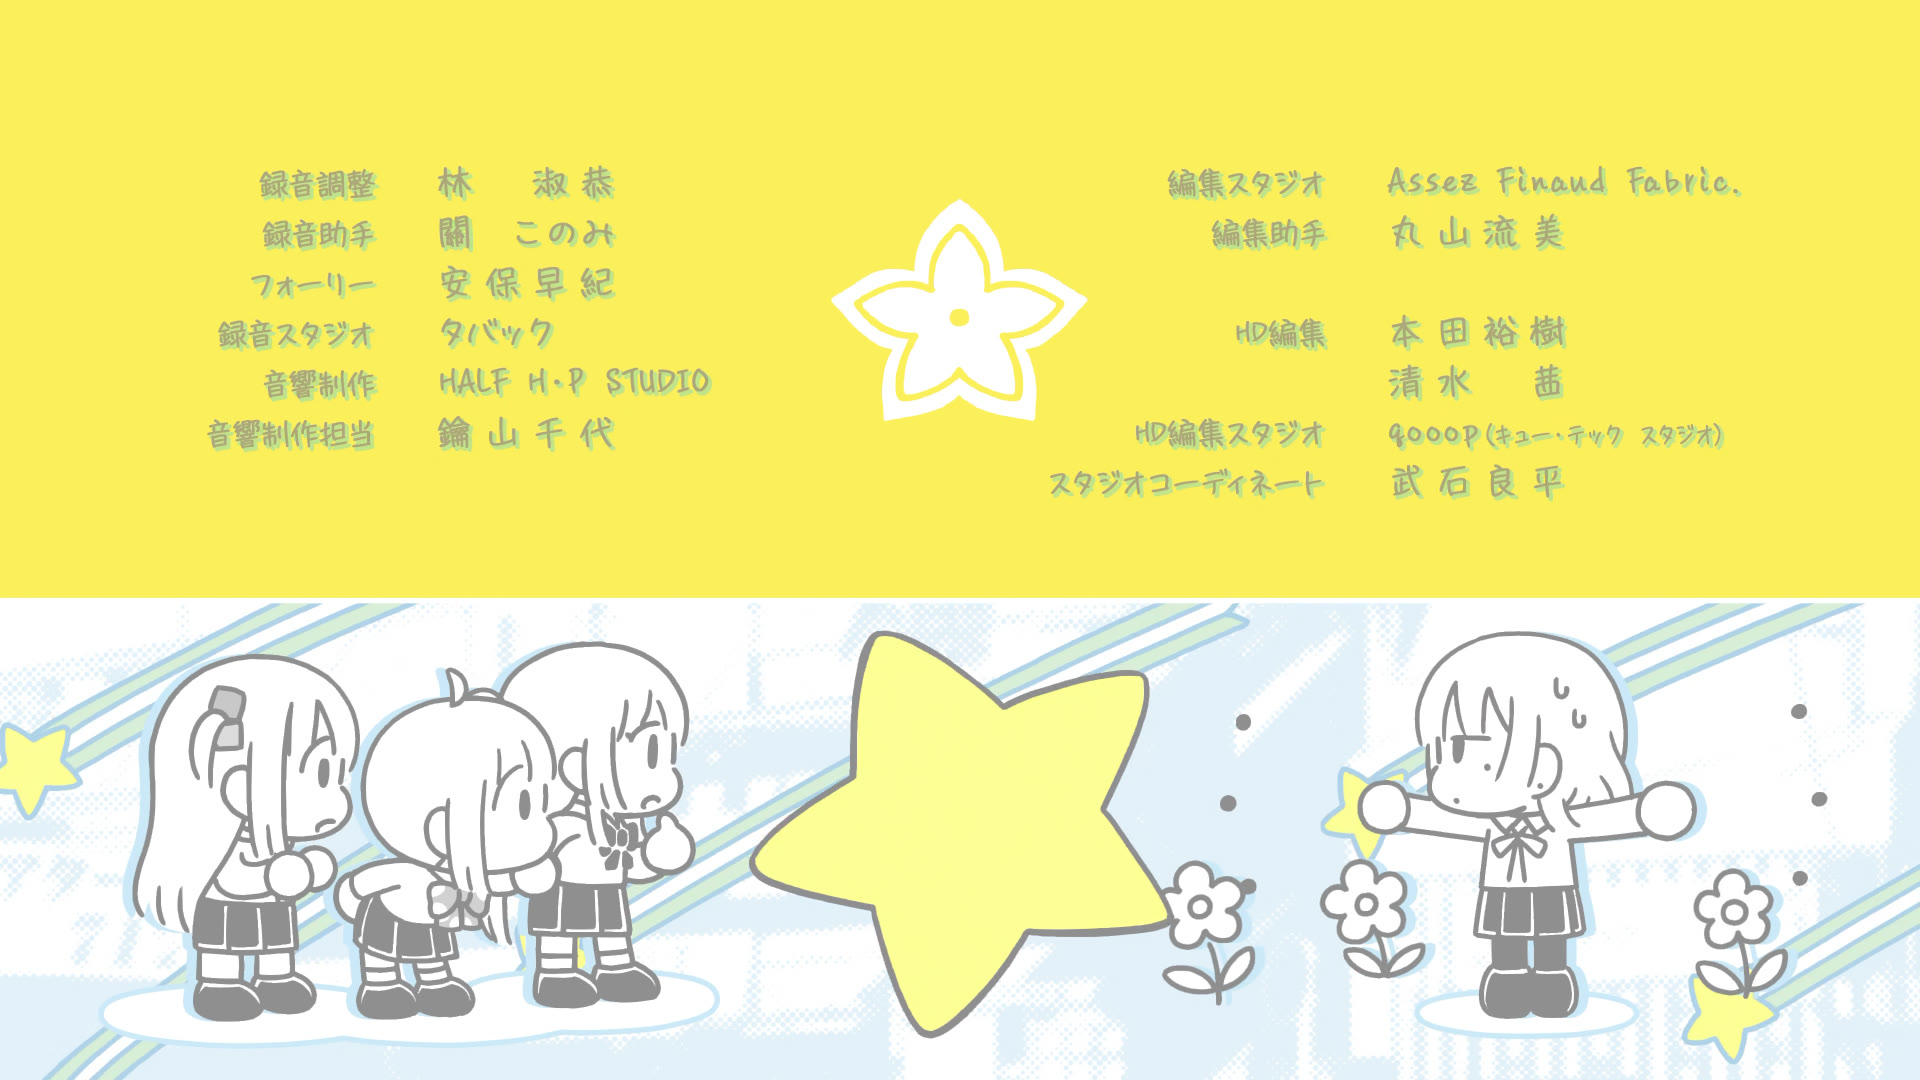 録音調整 林 淑恭
録音助手 關 このみ
フォーリー 安保早紀
録音スタジオ タバック
音響制作 HALF H・P STUDIO
音響制作担当 鑰山千代
編集スタジオ Assez Finaud Fabric.
編集助手 丸山流美
HD編集 本田裕樹
清水 茜
HD編集スタジオ q000p(キュー・テック スタジオ)
スタジオコーディネート 武石良平